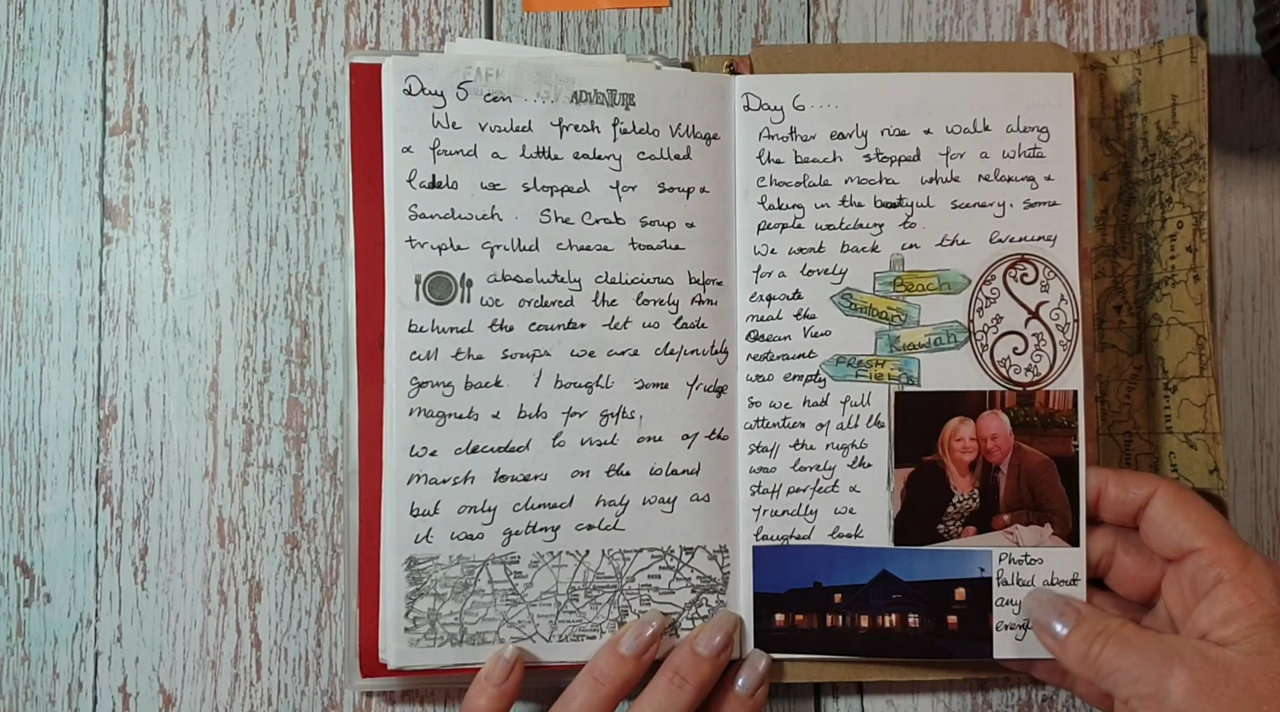 Day 5 con .... ADVENTURE
We visited fresh fields Village
& found a little eatery called
ladels we stopped for soup &
Sandwich. She Crab soup &
triple grilled cheese toastie
absolutely delicious before
we ordered the lovely
behind the counter let us taste
all the soups we are definitely
going back. I bought some fridge
magnets & bits for gifts,
we decided to visit one of the
Marsh towers on the island
but only climed half way as
it was getting cold
Day 6....
Another early rise & walk along
the beach stopped for a white
chocolate mocha while relaxing &
taking in the scenery. some
people watching to.
We went back in the Evening
for a lovely
meal the
Ocean View
was empty
so we had full
attention of all the
staff the night
was lovely the
staff perfect &
friendly we
laughed look
Beach
Kiawah
FRESH
FIELDS
Photos
talked about
any